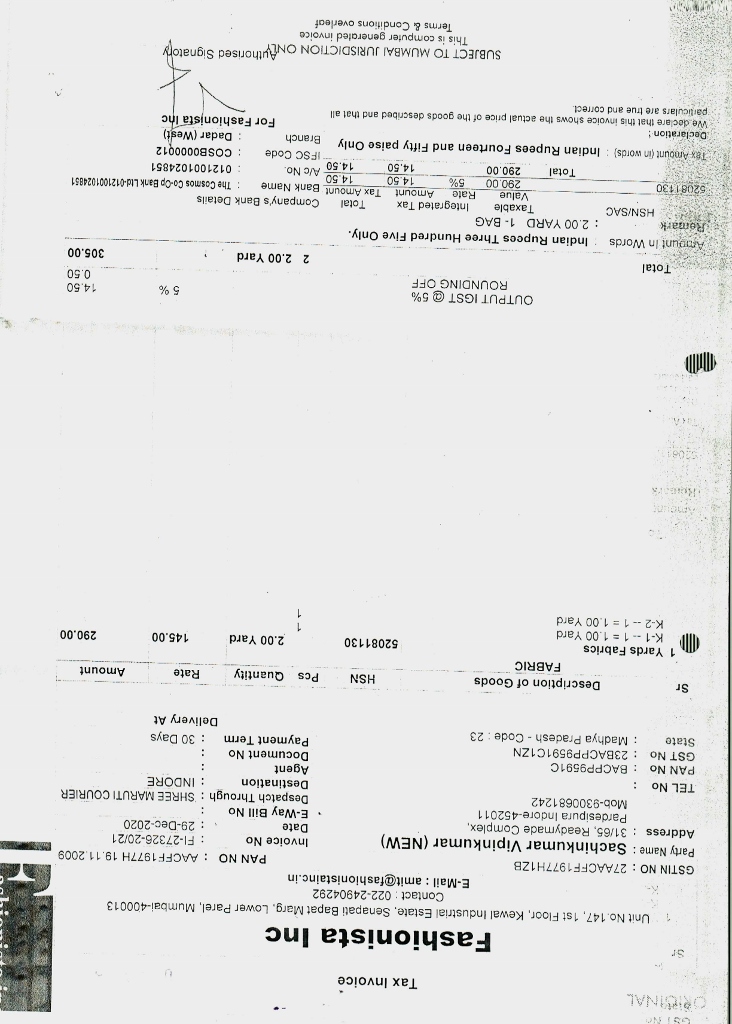 ORIGINAL
Tax Invoice
Fashionista Inc
Unit No.147, 1st Floor, Kewal Industrial Estate, Senapati Bapat Marg, Lower Parel, Mumbai-400013
Contact : 022-24904292
E-Mail : amit@fashionistainc.in
GSTIN NO : 27AACFF1977H1ZB PAN NO : AACFF1977H 19.11.2009
Party Name : Sachinkumar Vipinkumar (NEW) Invoice No : FI-27326-20/21
Address : 31/65, Readymade Complex, Date : 29-Dec-2020
Pardesipura Indore-452011 E-Way Bill No :
Mob-9300681242 Despatch Through : SHREE MARUTI COURIER
TEL NO : Destination : INDORE
PAN NO : BACPP9591C Agent :
GST NO : 23BACPP9591C1ZN Document No :
State : Madhya Pradesh - Code : 23 Payment Term : 30 Days
Delivery At
Sr Description of Goods HSN Pcs Quantity Rate Amount
FABRIC
1 Yards Fabrics 52081130 2.00 Yard 145.00 290.00
K-1 -- 1 = 1.00 Yard 1
K-2 -- 1 = 1.00 Yard 1
OUTPUT IGST @ 5% 5 % 14.50
ROUNDING OFF 0.50
Total 2 2.00 Yard 305.00
Amount in Words : Indian Rupees Three Hundred Five Only.
Remark : 2.00 YARD 1- BAG
HSN/SAC Taxable Integrated Tax Total Company's Bank Details
Value Rate Amount Tax Amount Bank Name : The Cosmos Co-Op Bank Ltd-0121001024851
52081130 290.00 5% 14.50 14.50 A/c No. : 0121001024851
Total 290.00 14.50 14.50 IFSC Code : COSB0000012
Tax Amount (in words) : Indian Rupees Fourteen and Fifty paise Only Branch : Dadar (West)
Declaration ; For Fashionista Inc
We declare that this invoice shows the actual price of the goods described and that all
particulars are true and correct.
SUBJECT TO MUMBAI JURISDICTION ONLY Authorised Signatory
This is computer generated invoice
Terms & Conditions overleaf